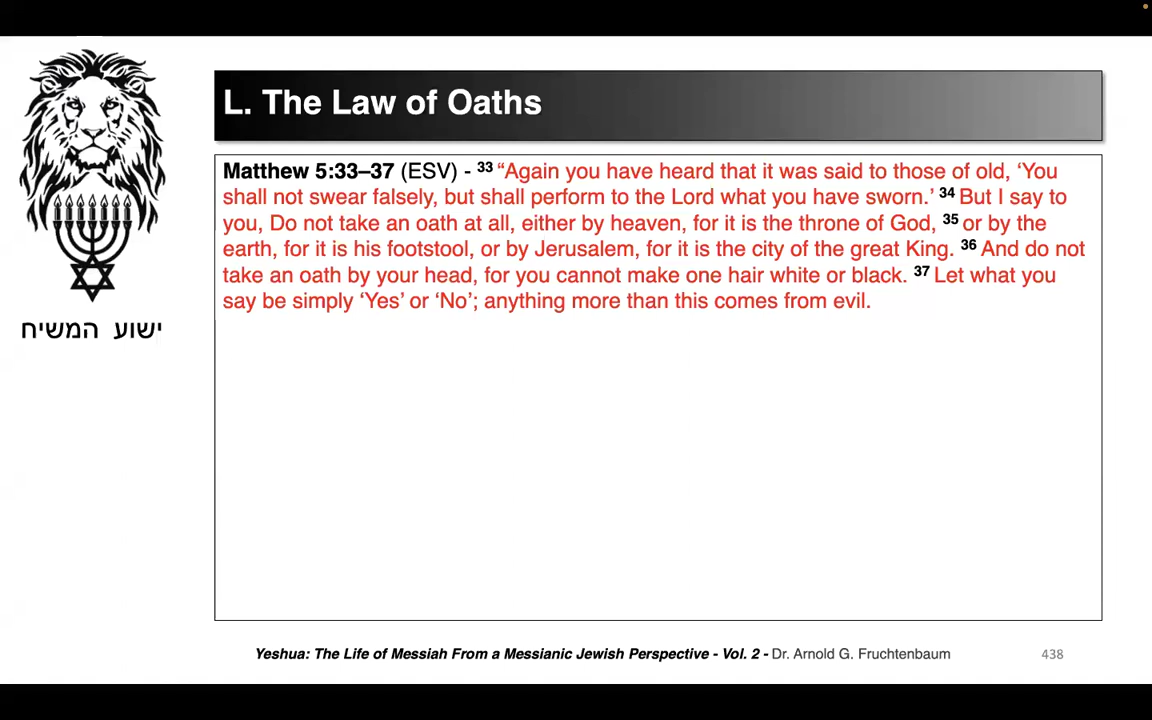 L. The Law of Oaths
Matthew 5:33–37 (ESV) - 33 “Again you have heard that it was said to those of old, ‘You
shall not swear falsely, but shall perform to the Lord what you have sworn.’ 34 But I say to
you, Do not take an oath at all, either by heaven, for it is the throne of God, 35 or by the
earth, for it is his footstool, or by Jerusalem, for it is the city of the great King. 36 And do not
take an oath by your head, for you cannot make one hair white or black. 37 Let what you
say be simply ‘Yes’ or ‘No’; anything more than this comes from evil.
ישוע המשיח
Yeshua: The Life of Messiah From a Messianic Jewish Perspective - Vol. 2 - Dr. Arnold G. Fruchtenbaum
438